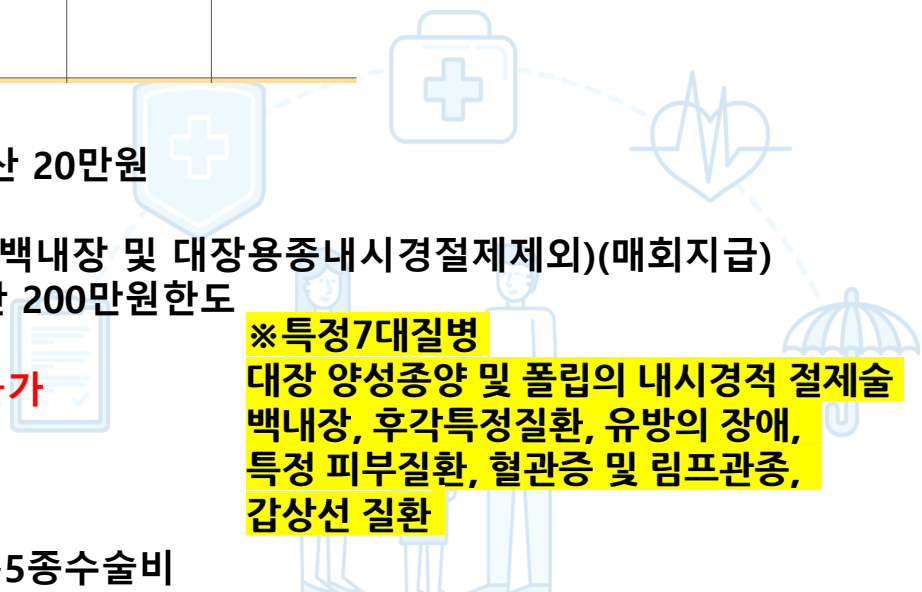 산 20만원
백내장 및 대장용종내시경절제제외)(매회지급)
200만원한도
※특정7대질병
대장 양성종양 및 폴립의 내시경적 절제술
가
백내장, 후각특정질환, 유방의 장애,
특정 피부질환, 혈관증 및 림프관종,
갑상선 질환
5종수술비